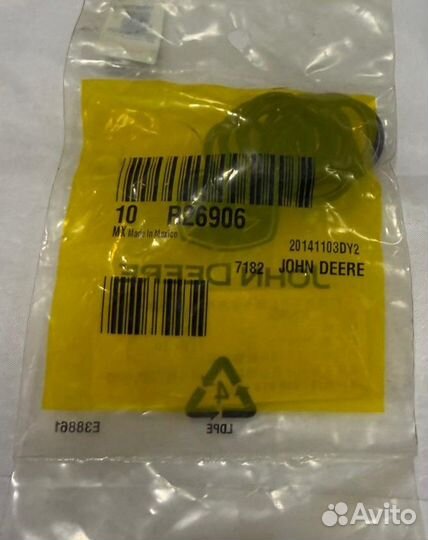 10 R26906
MX Made in Mexico
20141103DY2
7182 JOHN DEERE
JOHN DEERE
4
LDPE
E38861
Avito